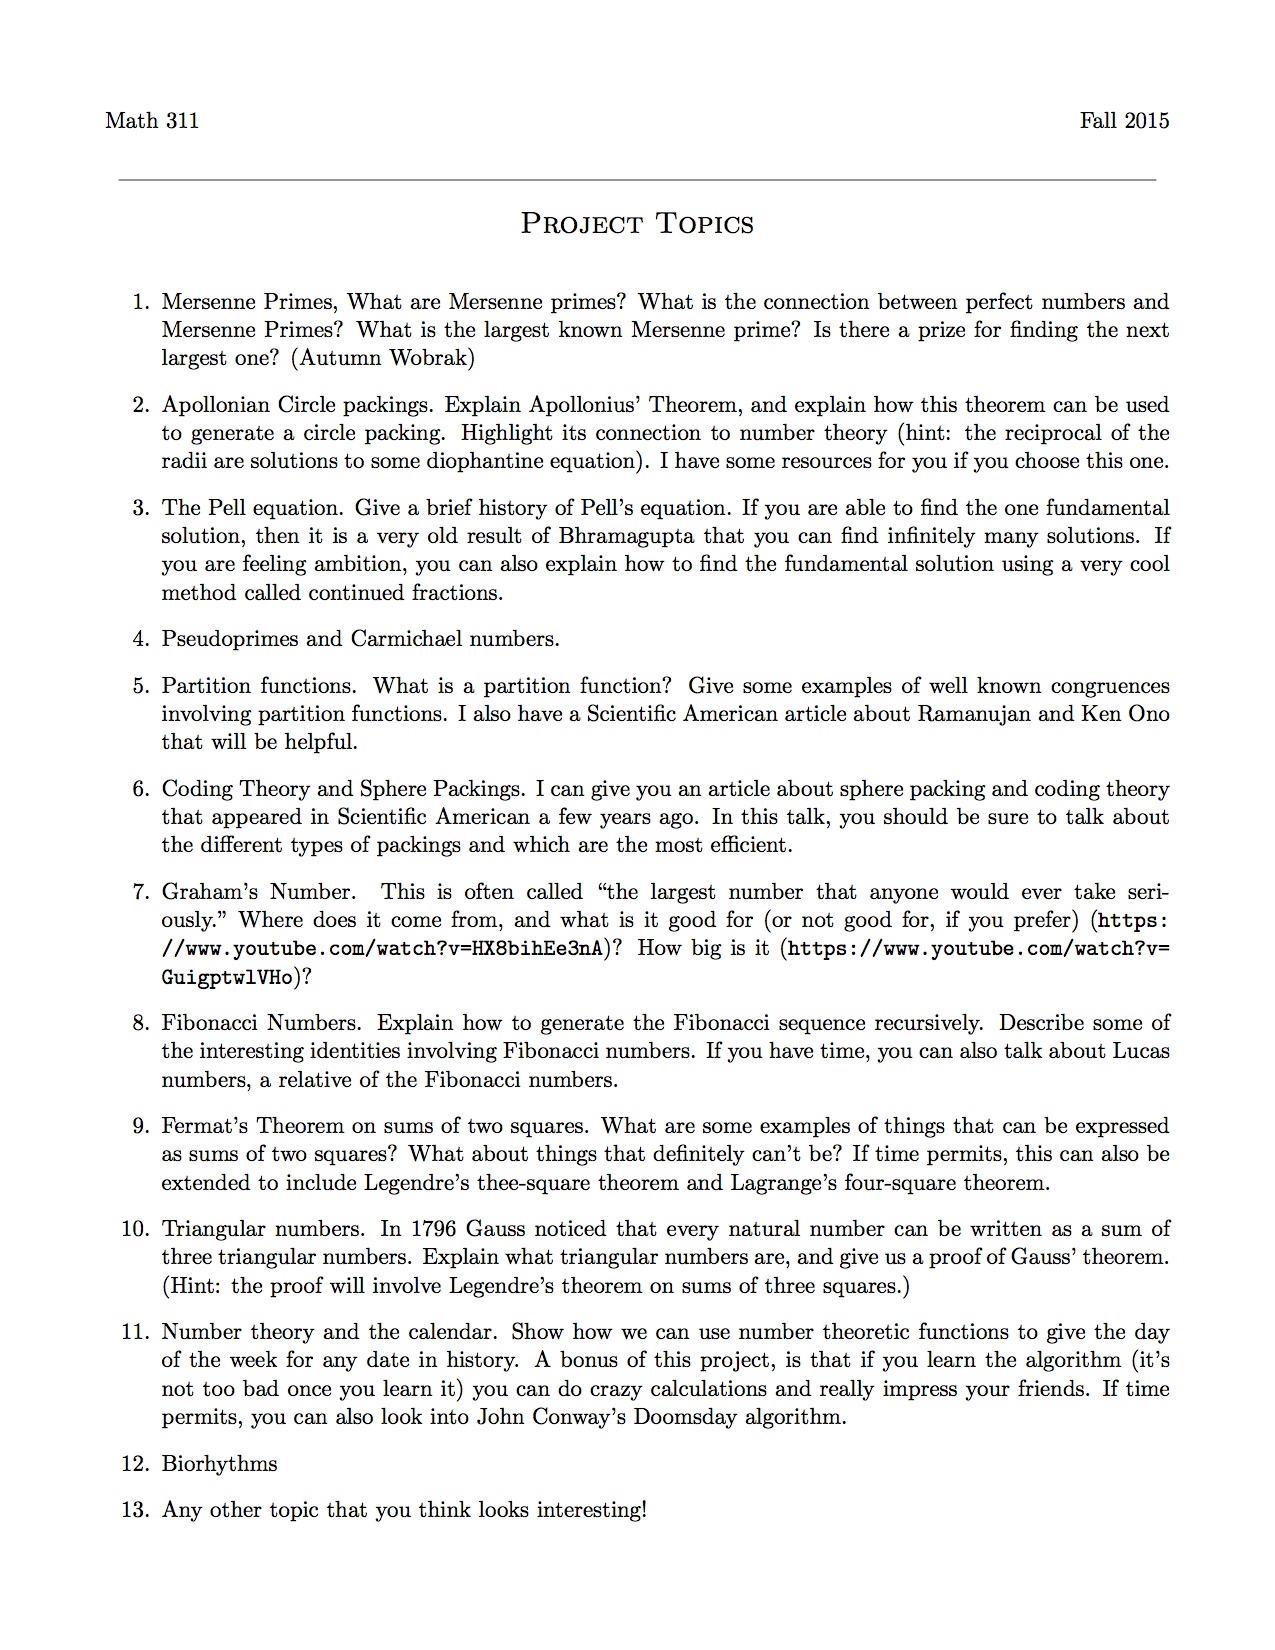 Math 311
Fall 2015
Project Topics
1. Mersenne Primes, What are Mersenne primes? What is the connection between perfect numbers and
Mersenne Primes? What is the largest known Mersenne prime? Is there a prize for finding the next
largest one? (Autumn Wobrak)
2. Apollonian Circle packings. Explain Apollonius’ Theorem, and explain how this theorem can be used
to generate a circle packing. Highlight its connection to number theory (hint: the reciprocal of the
radii are solutions to some diophantine equation). I have some resources for you if you choose this one.
3. The Pell equation. Give a brief history of Pell’s equation. If you are able to find the one fundamental
solution, then it is a very old result of Bhramagupta that you can find infinitely many solutions. If
you are feeling ambition, you can also explain how to find the fundamental solution using a very cool
method called continued fractions.
4. Pseudoprimes and Carmichael numbers.
5. Partition functions. What is a partition function? Give some examples of well known congruences
involving partition functions. I also have a Scientific American article about Ramanujan and Ken Ono
that will be helpful.
6. Coding Theory and Sphere Packings. I can give you an article about sphere packing and coding theory
that appeared in Scientific American a few years ago. In this talk, you should be sure to talk about
the different types of packings and which are the most efficient.
7. Graham’s Number. This is often called “the largest number that anyone would ever take seri-
ously.” Where does it come from, and what is it good for (or not good for, if you prefer) (https:
//www.youtube.com/watch?v=HX8bihEe3nA)? How big is it (https://www.youtube.com/watch?v=
GuigptwlVHo)?
8. Fibonacci Numbers. Explain how to generate the Fibonacci sequence recursively. Describe some of
the interesting identities involving Fibonacci numbers. If you have time, you can also talk about Lucas
numbers, a relative of the Fibonacci numbers.
9. Fermat’s Theorem on sums of two squares. What are some examples of things that can be expressed
as sums of two squares? What about things that definitely can’t be? If time permits, this can also be
extended to include Legendre’s thee-square theorem and Lagrange’s four-square theorem.
10. Triangular numbers. In 1796 Gauss noticed that every natural number can be written as a sum of
three triangular numbers. Explain what triangular numbers are, and give us a proof of Gauss’ theorem.
(Hint: the proof will involve Legendre’s theorem on sums of three squares.)
11. Number theory and the calendar. Show how we can use number theoretic functions to give the day
of the week for any date in history. A bonus of this project, is that if you learn the algorithm (it’s
not too bad once you learn it) you can do crazy calculations and really impress your friends. If time
permits, you can also look into John Conway’s Doomsday algorithm.
12. Biorhythms
13. Any other topic that you think looks interesting!